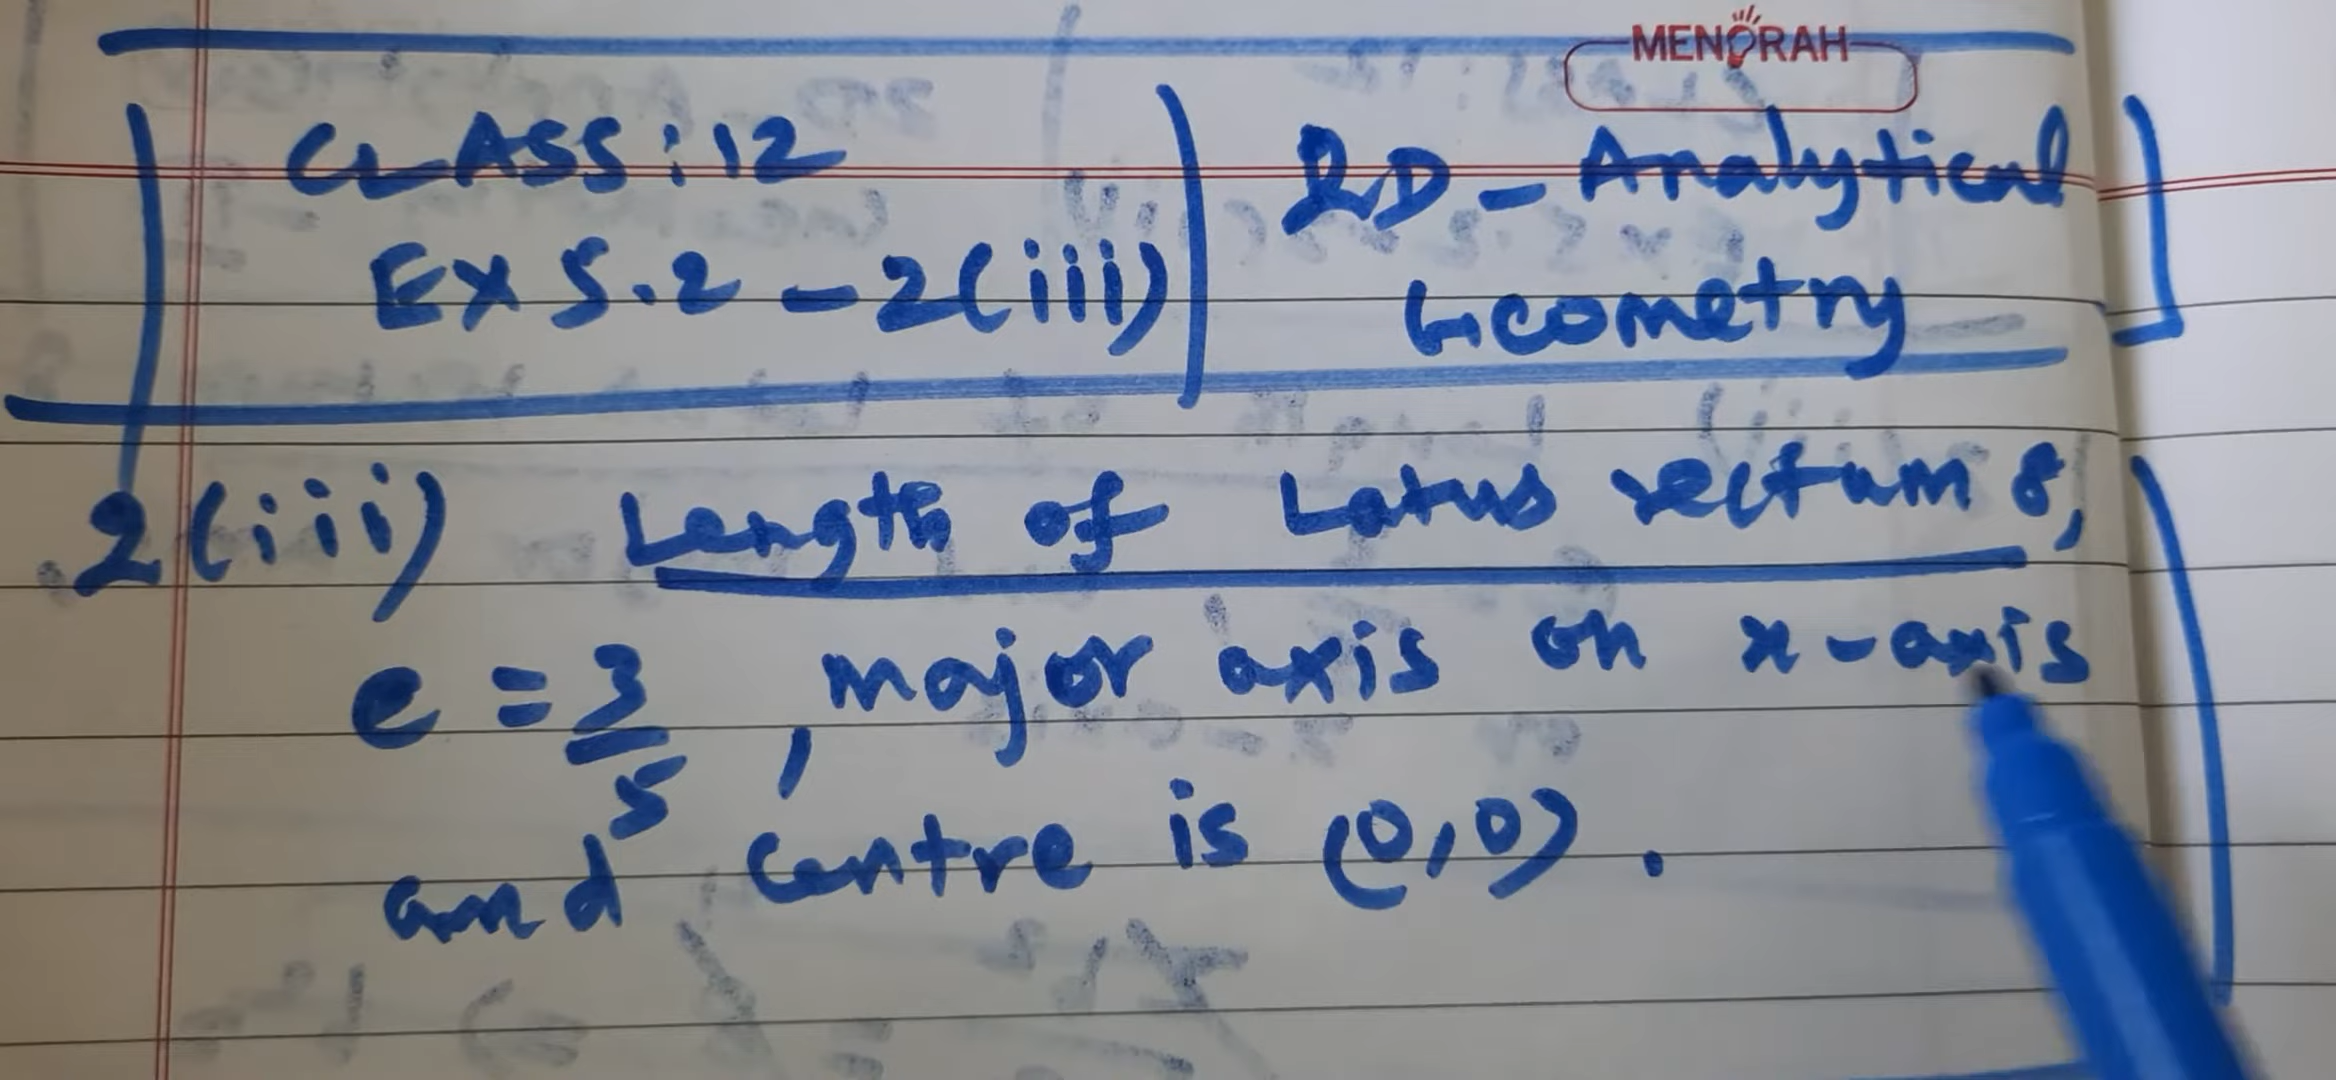 MENORAH
CLASS: 12
EX 5.2 - 2(iii)
2D - Analytical
Geometry
2(iii) Length of Latus rectum 8,
e = 3/5, major axis on x-axis
and centre is (0,0).